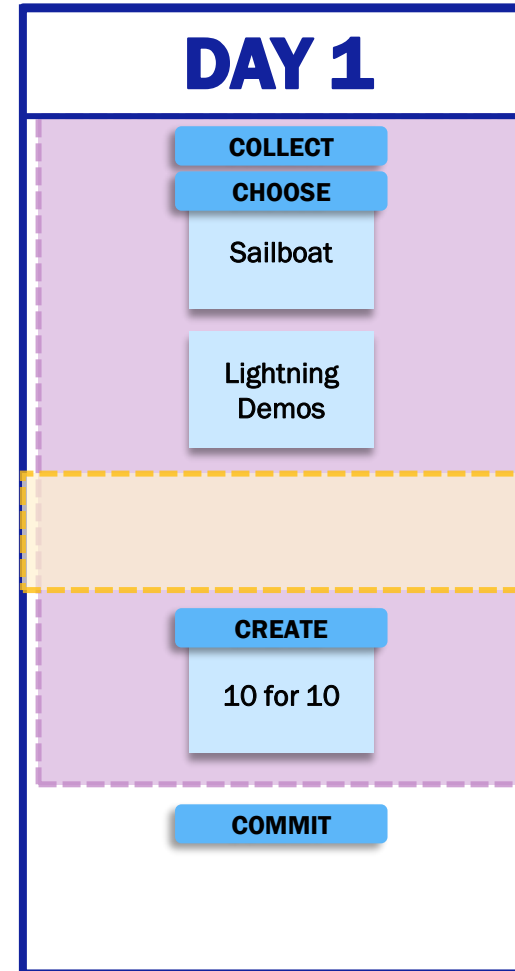 DAY 1
COLLECT
CHOOSE
Sailboat
Lightning
Demos
CREATE
10 for 10
COMMIT